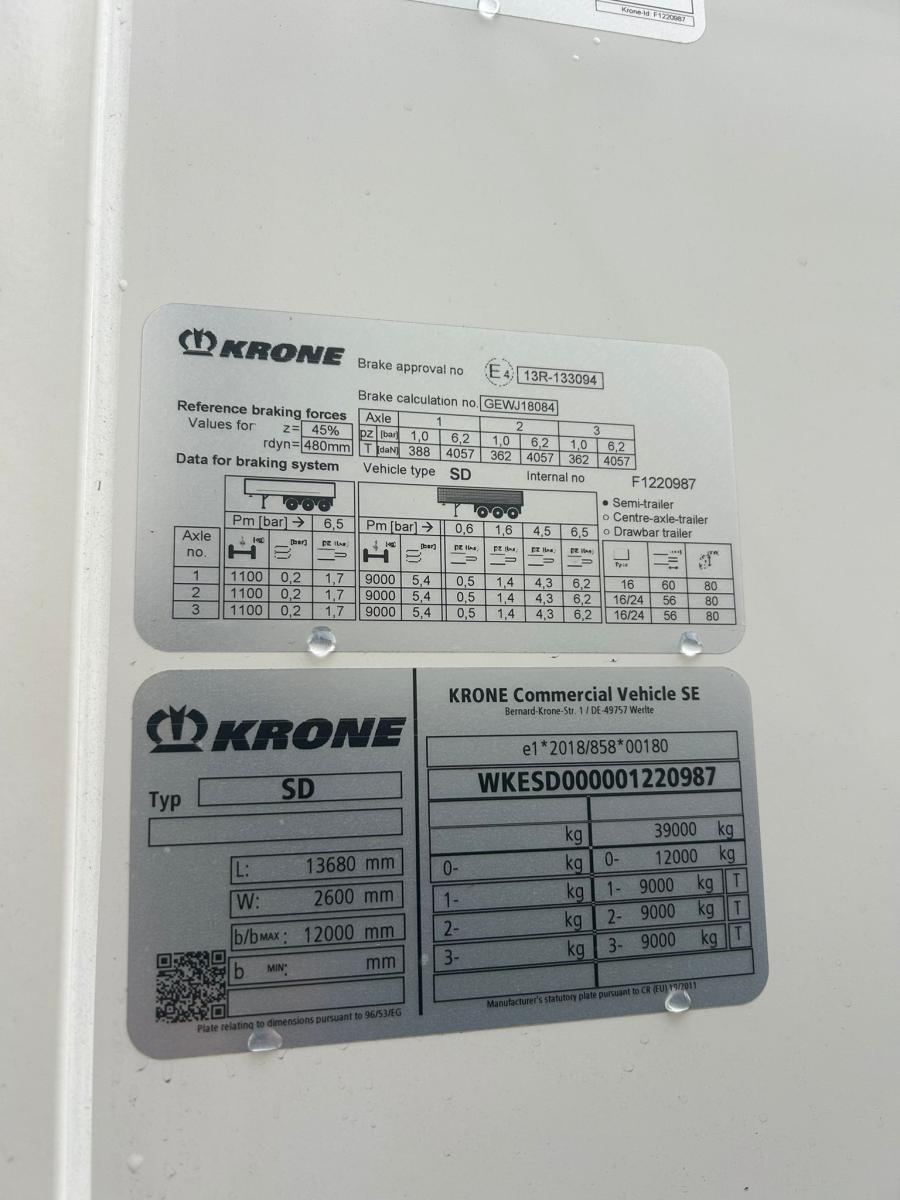 Krone-Id. F1220987
KRONE
Brake approval no E4 13R-133094
Brake calculation no. GEWJ18084
Reference braking forces
Values for z= 45%
rdyn= 480mm
Axle 1 2 3
pz [bar] 1,0 6,2 1,0 6,2 1,0 6,2
T [daN] 388 4057 362 4057 362 4057
Data for braking system Vehicle type SD Internal no F1220987
Semi-trailer
Centre-axle-trailer
Drawbar trailer
Pm [bar] → 6,5 Pm [bar] → 0,6 1,6 4,5 6,5
Axle no. [kg] [bar] [kg] [bar]
1 1100 0,2 1,7 9000 5,4 0,5 1,4 4,3 6,2 16 60 80
2 1100 0,2 1,7 9000 5,4 0,5 1,4 4,3 6,2 16/24 56 80
3 1100 0,2 1,7 9000 5,4 0,5 1,4 4,3 6,2 16/24 56 80
KRONE
Typ SD
L: 13680 mm
W: 2600 mm
b/bMAX: 12000 mm
b MIN: mm
Plate relating to dimensions pursuant to 96/53/EG
KRONE Commercial Vehicle SE
Bernard-Krone-Str. 1 / DE-49757 Werlte
e1*2018/858*00180
WKESD000001220987
kg 39000 kg
0- kg 0- 12000 kg
1- kg 1- 9000 kg T
2- kg 2- 9000 kg T
3- kg 3- 9000 kg T
Manufacturer's statutory plate pursuant to CR (EU) 19/2011